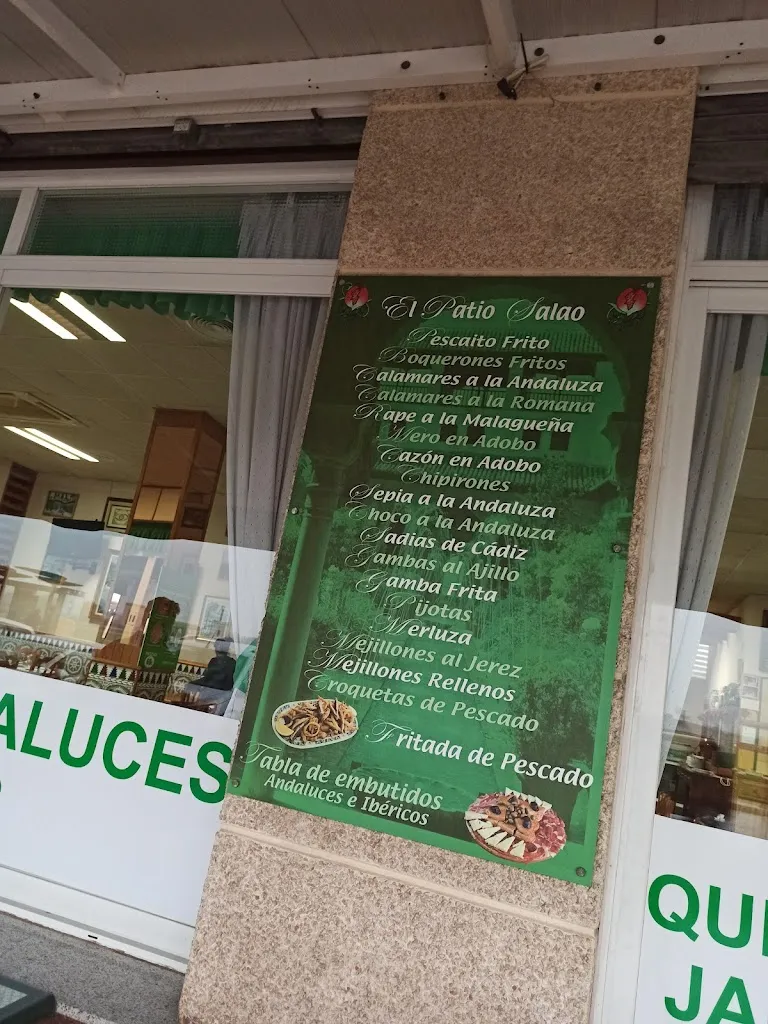 El Patio Salao
Pescaito Frito
Boquerones Fritos
Calamares a la Andaluza
Calamares a la Romana
Rape a la Malagueña
Mero en Adobo
Cazón en Adobo
Chipirones
Sepia a la Andaluza
Choco a la Andaluza
Sadias de Cádiz
Gambas al Ajillo
Gamba Frita
Pijotas
Merluza
Mejillones al Jerez
Mejillones Rellenos
Croquetas de Pescado
Fritada de Pescado
Tabla de embutidos
Andaluces e Ibéricos
ALUCES
QU
JA